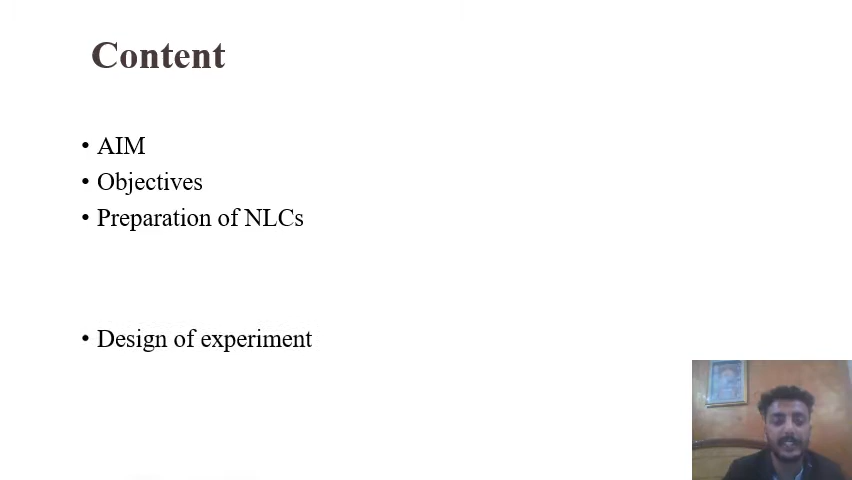 Content
• AIM
• Objectives
• Preparation of NLCs
• Design of experiment